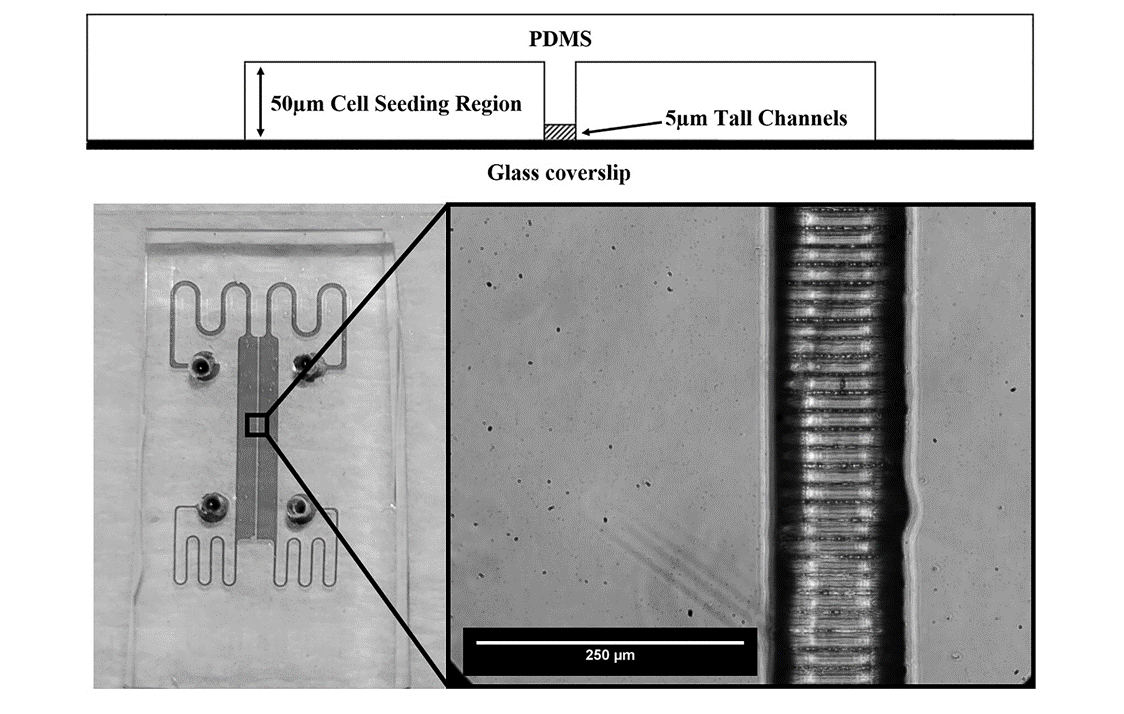 PDMS
50µm Cell Seeding Region
5µm Tall Channels
Glass coverslip
250 µm